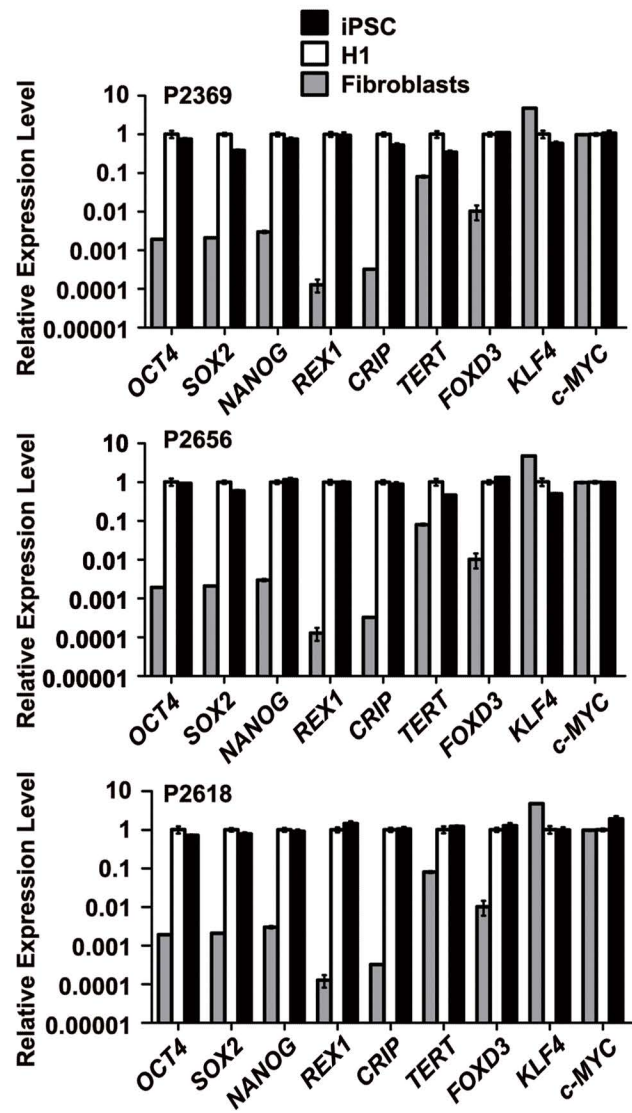 iPSC
H1
Fibroblasts
P2369
Relative Expression Level
10
1
0.1
0.01
0.001
0.0001
0.00001
OCT4 SOX2 NANOG REX1 CRIP TERT FOXD3 KLF4 c-MYC
P2656
Relative Expression Level
10
1
0.1
0.01
0.001
0.0001
0.00001
OCT4 SOX2 NANOG REX1 CRIP TERT FOXD3 KLF4 c-MYC
P2618
Relative Expression Level
10
1
0.1
0.01
0.001
0.0001
0.00001
OCT4 SOX2 NANOG REX1 CRIP TERT FOXD3 KLF4 c-MYC